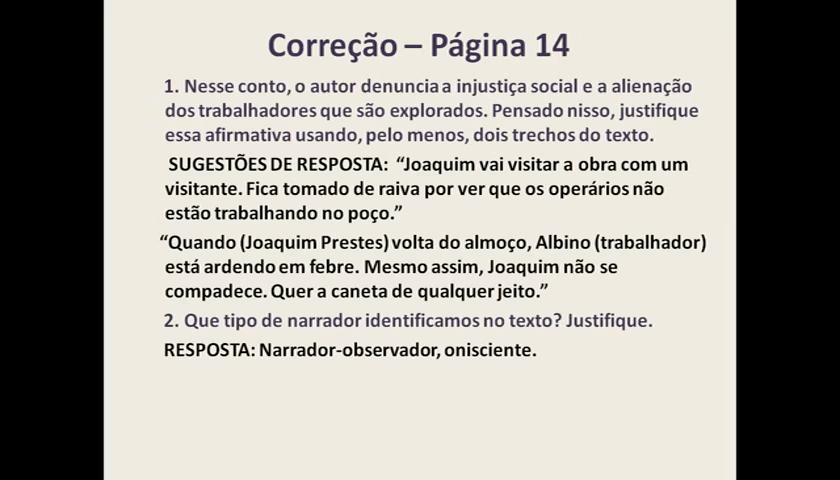 Correção – Página 14
1. Nesse conto, o autor denuncia a injustiça social e a alienação
dos trabalhadores que são explorados. Pensado nisso, justifique
essa afirmativa usando, pelo menos, dois trechos do texto.
SUGESTÕES DE RESPOSTA: “Joaquim vai visitar a obra com um
visitante. Fica tomado de raiva por ver que os operários não
estão trabalhando no poço.”
“Quando (Joaquim Prestes) volta do almoço, Albino (trabalhador)
está ardendo em febre. Mesmo assim, Joaquim não se
compadece. Quer a caneta de qualquer jeito.”
2. Que tipo de narrador identificamos no texto? Justifique.
RESPOSTA: Narrador-observador, onisciente.